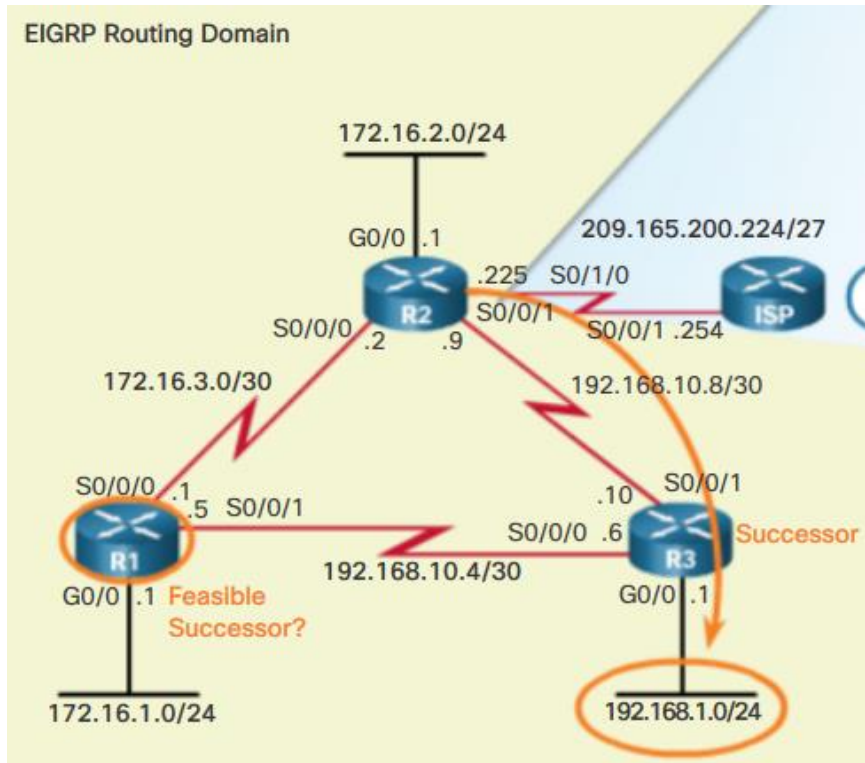 EIGRP Routing Domain
172.16.2.0/24
209.165.200.224/27
G0/0 .1
.225 S0/1/0
R2
ISP
S0/0/0 .2
.9 S0/0/1
S0/0/1 .254
172.16.3.0/30
192.168.10.8/30
S0/0/0 .1
.5 S0/0/1
.10 S0/0/1
S0/0/0 .6
Successor
R1
R3
192.168.10.4/30
G0/0 .1
Feasible
Successor?
G0/0 .1
172.16.1.0/24
192.168.1.0/24